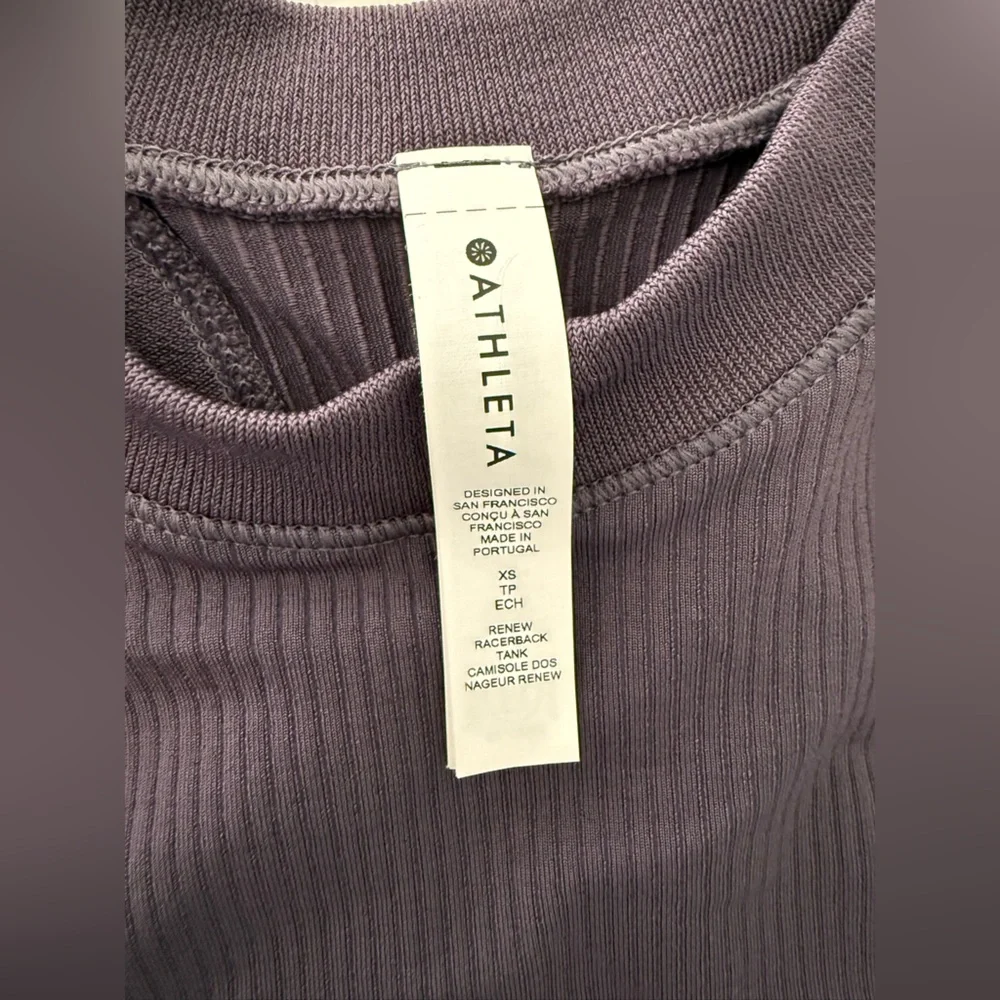 ATHLETA
DESIGNED IN
SAN FRANCISCO
CONÇU À SAN
FRANCISCO
MADE IN
PORTUGAL
XS
TP
ECH
RENEW
RACERBACK
TANK
CAMISOLE DOS
NAGEUR RENEW